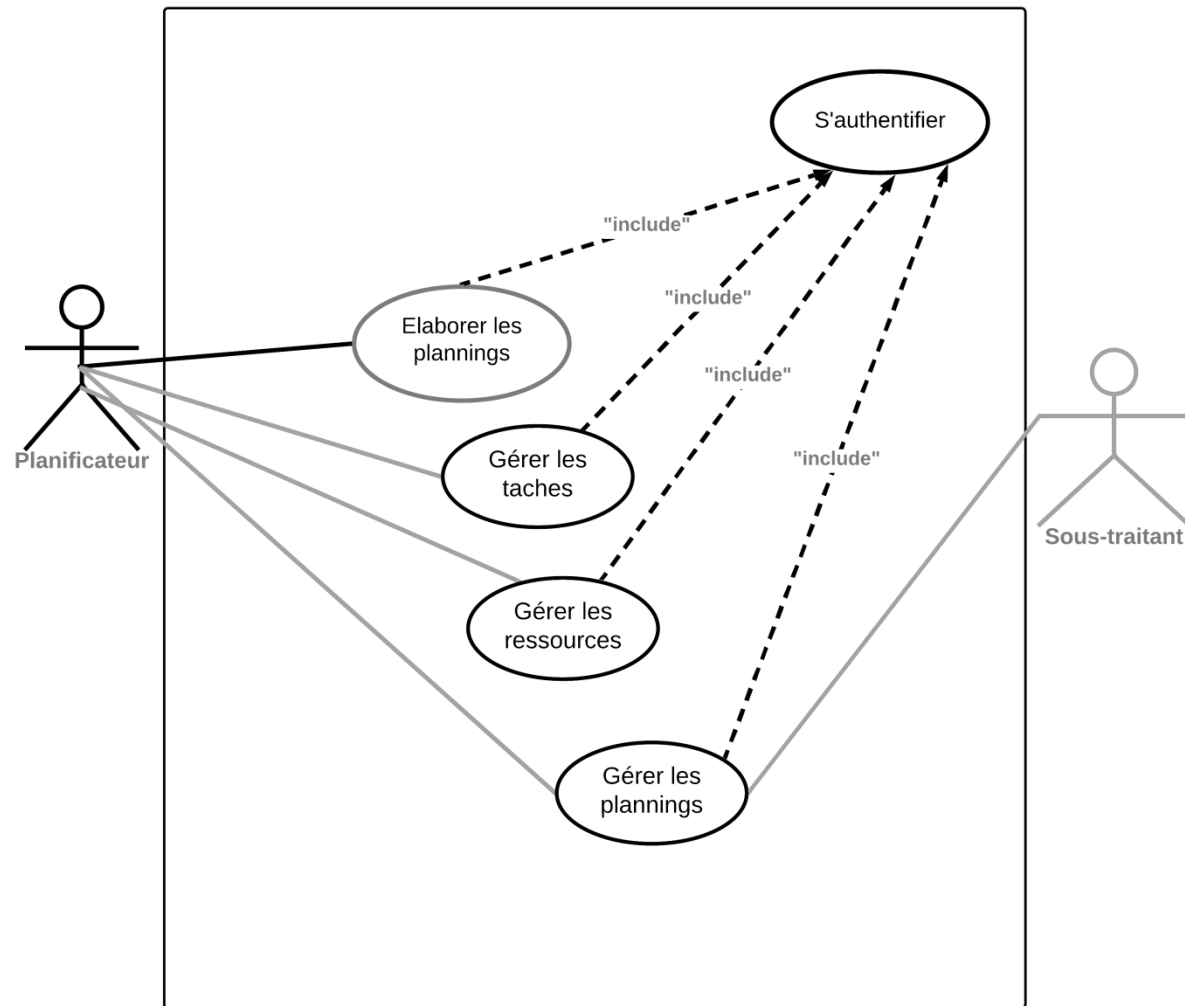 S'authentifier
"include"
"include"
Elaborer les
plannings
"include"
Planificateur
Gérer les
taches
"include"
Sous-traitant
Gérer les
ressources
Gérer les
plannings